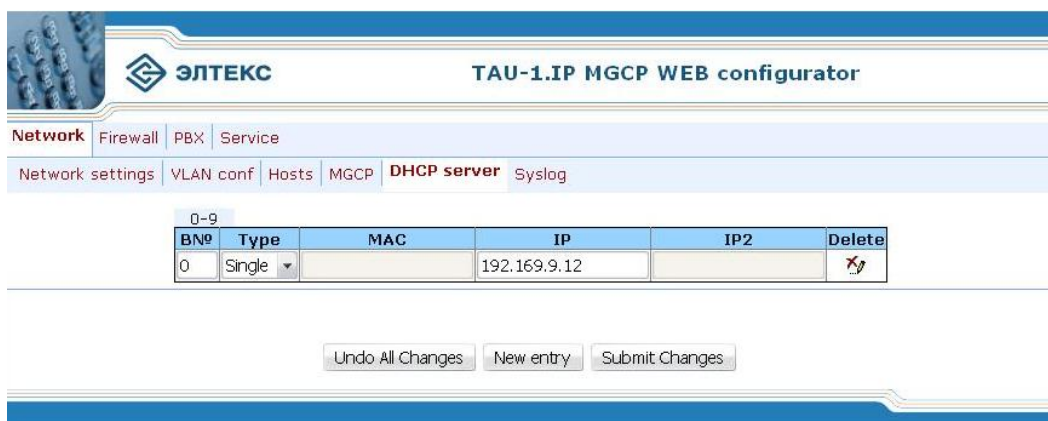 ЭЛТЕКС TAU-1.IP MGCP WEB configurator
Network Firewall PBX Service
Network settings VLAN conf Hosts MGCP DHCP server Syslog
0-9
BNº Type MAC IP IP2 Delete
0 Single 192.169.9.12
Undo All Changes New entry Submit Changes